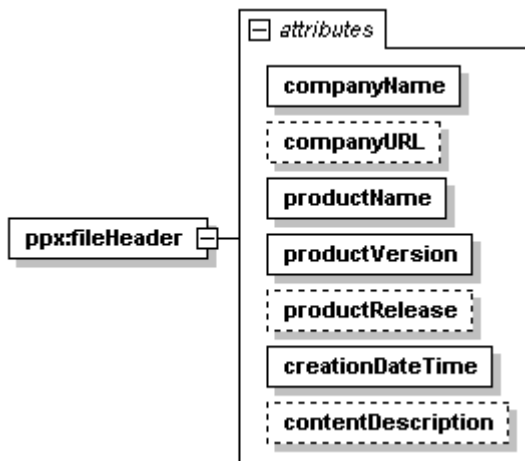 attributes
companyName
companyURL
productName
ppx:fileHeader
productVersion
productRelease
creationDateTime
contentDescription